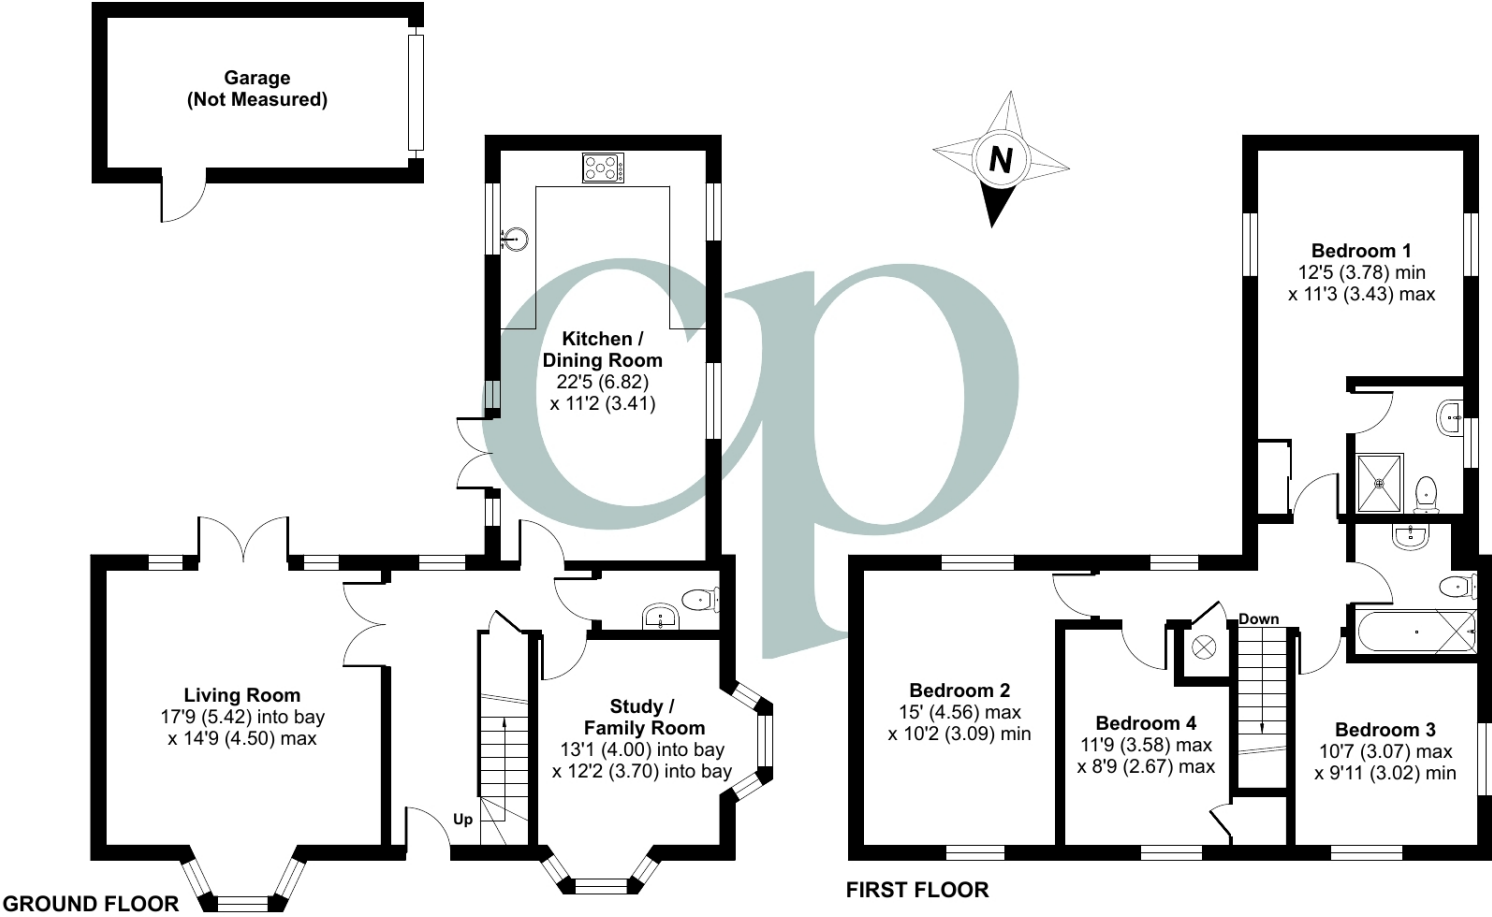 Garage
(Not Measured)
N
Kitchen /
Dining Room
22'5 (6.82)
x 11'2 (3.41)
cp
Living Room
17'9 (5.42) into bay
x 14'9 (4.50) max
Study /
Family Room
13'1 (4.00) into bay
x 12'2 (3.70) into bay
Up
GROUND FLOOR
Bedroom 1
12'5 (3.78) min
x 11'3 (3.43) max
Down
Bedroom 2
15' (4.56) max
x 10'2 (3.09) min
Bedroom 4
11'9 (3.58) max
x 8'9 (2.67) max
Bedroom 3
10'7 (3.07) max
x 9'11 (3.02) min
FIRST FLOOR